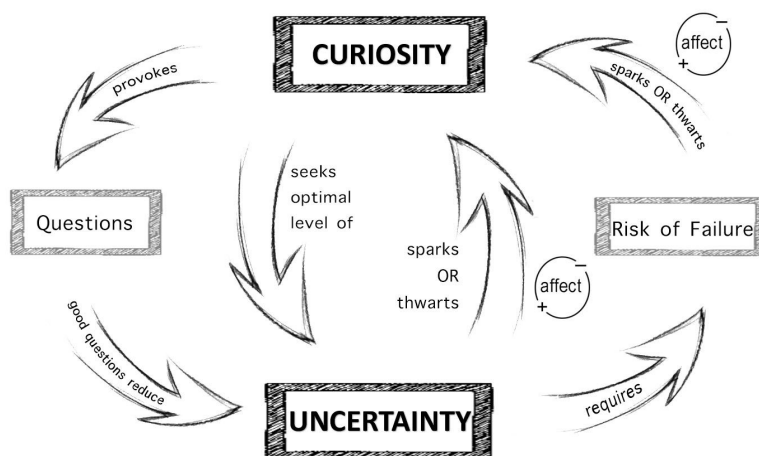 CURIOSITY
affect
− +
provokes
sparks OR thwarts
seeks
optimal
level of
Questions
Risk of Failure
sparks
OR
thwarts
affect
− +
good questions reduce
requires
UNCERTAINTY